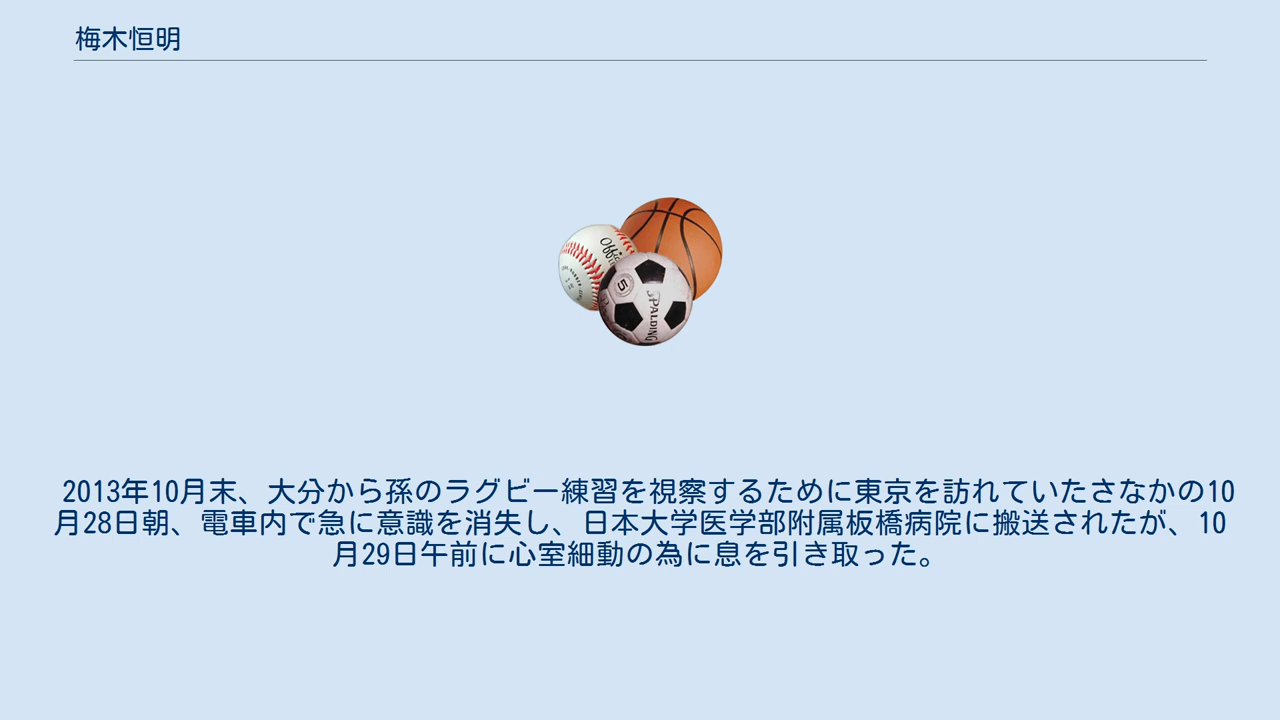 梅木恒明
Offic
5
SPALDING
2013年10月末、大分から孫のラグビー練習を視察するために東京を訪れていたさなかの10
月28日朝、電車内で急に意識を消失し、日本大学医学部附属板橋病院に搬送されたが、10
月29日午前に心室細動の為に息を引き取った。